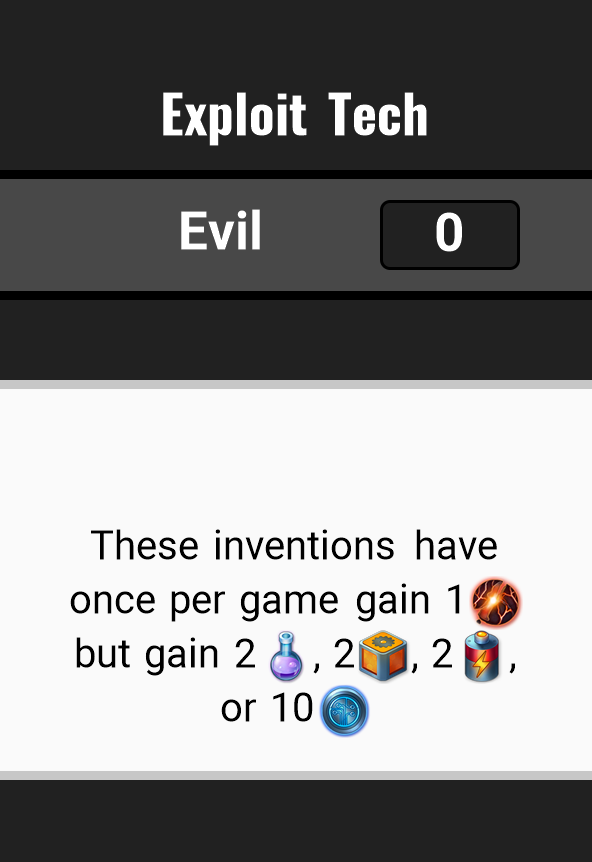 Exploit Tech
Evil 0
These inventions have
once per game gain 1
but gain 2 , 2 , 2 ,
or 10